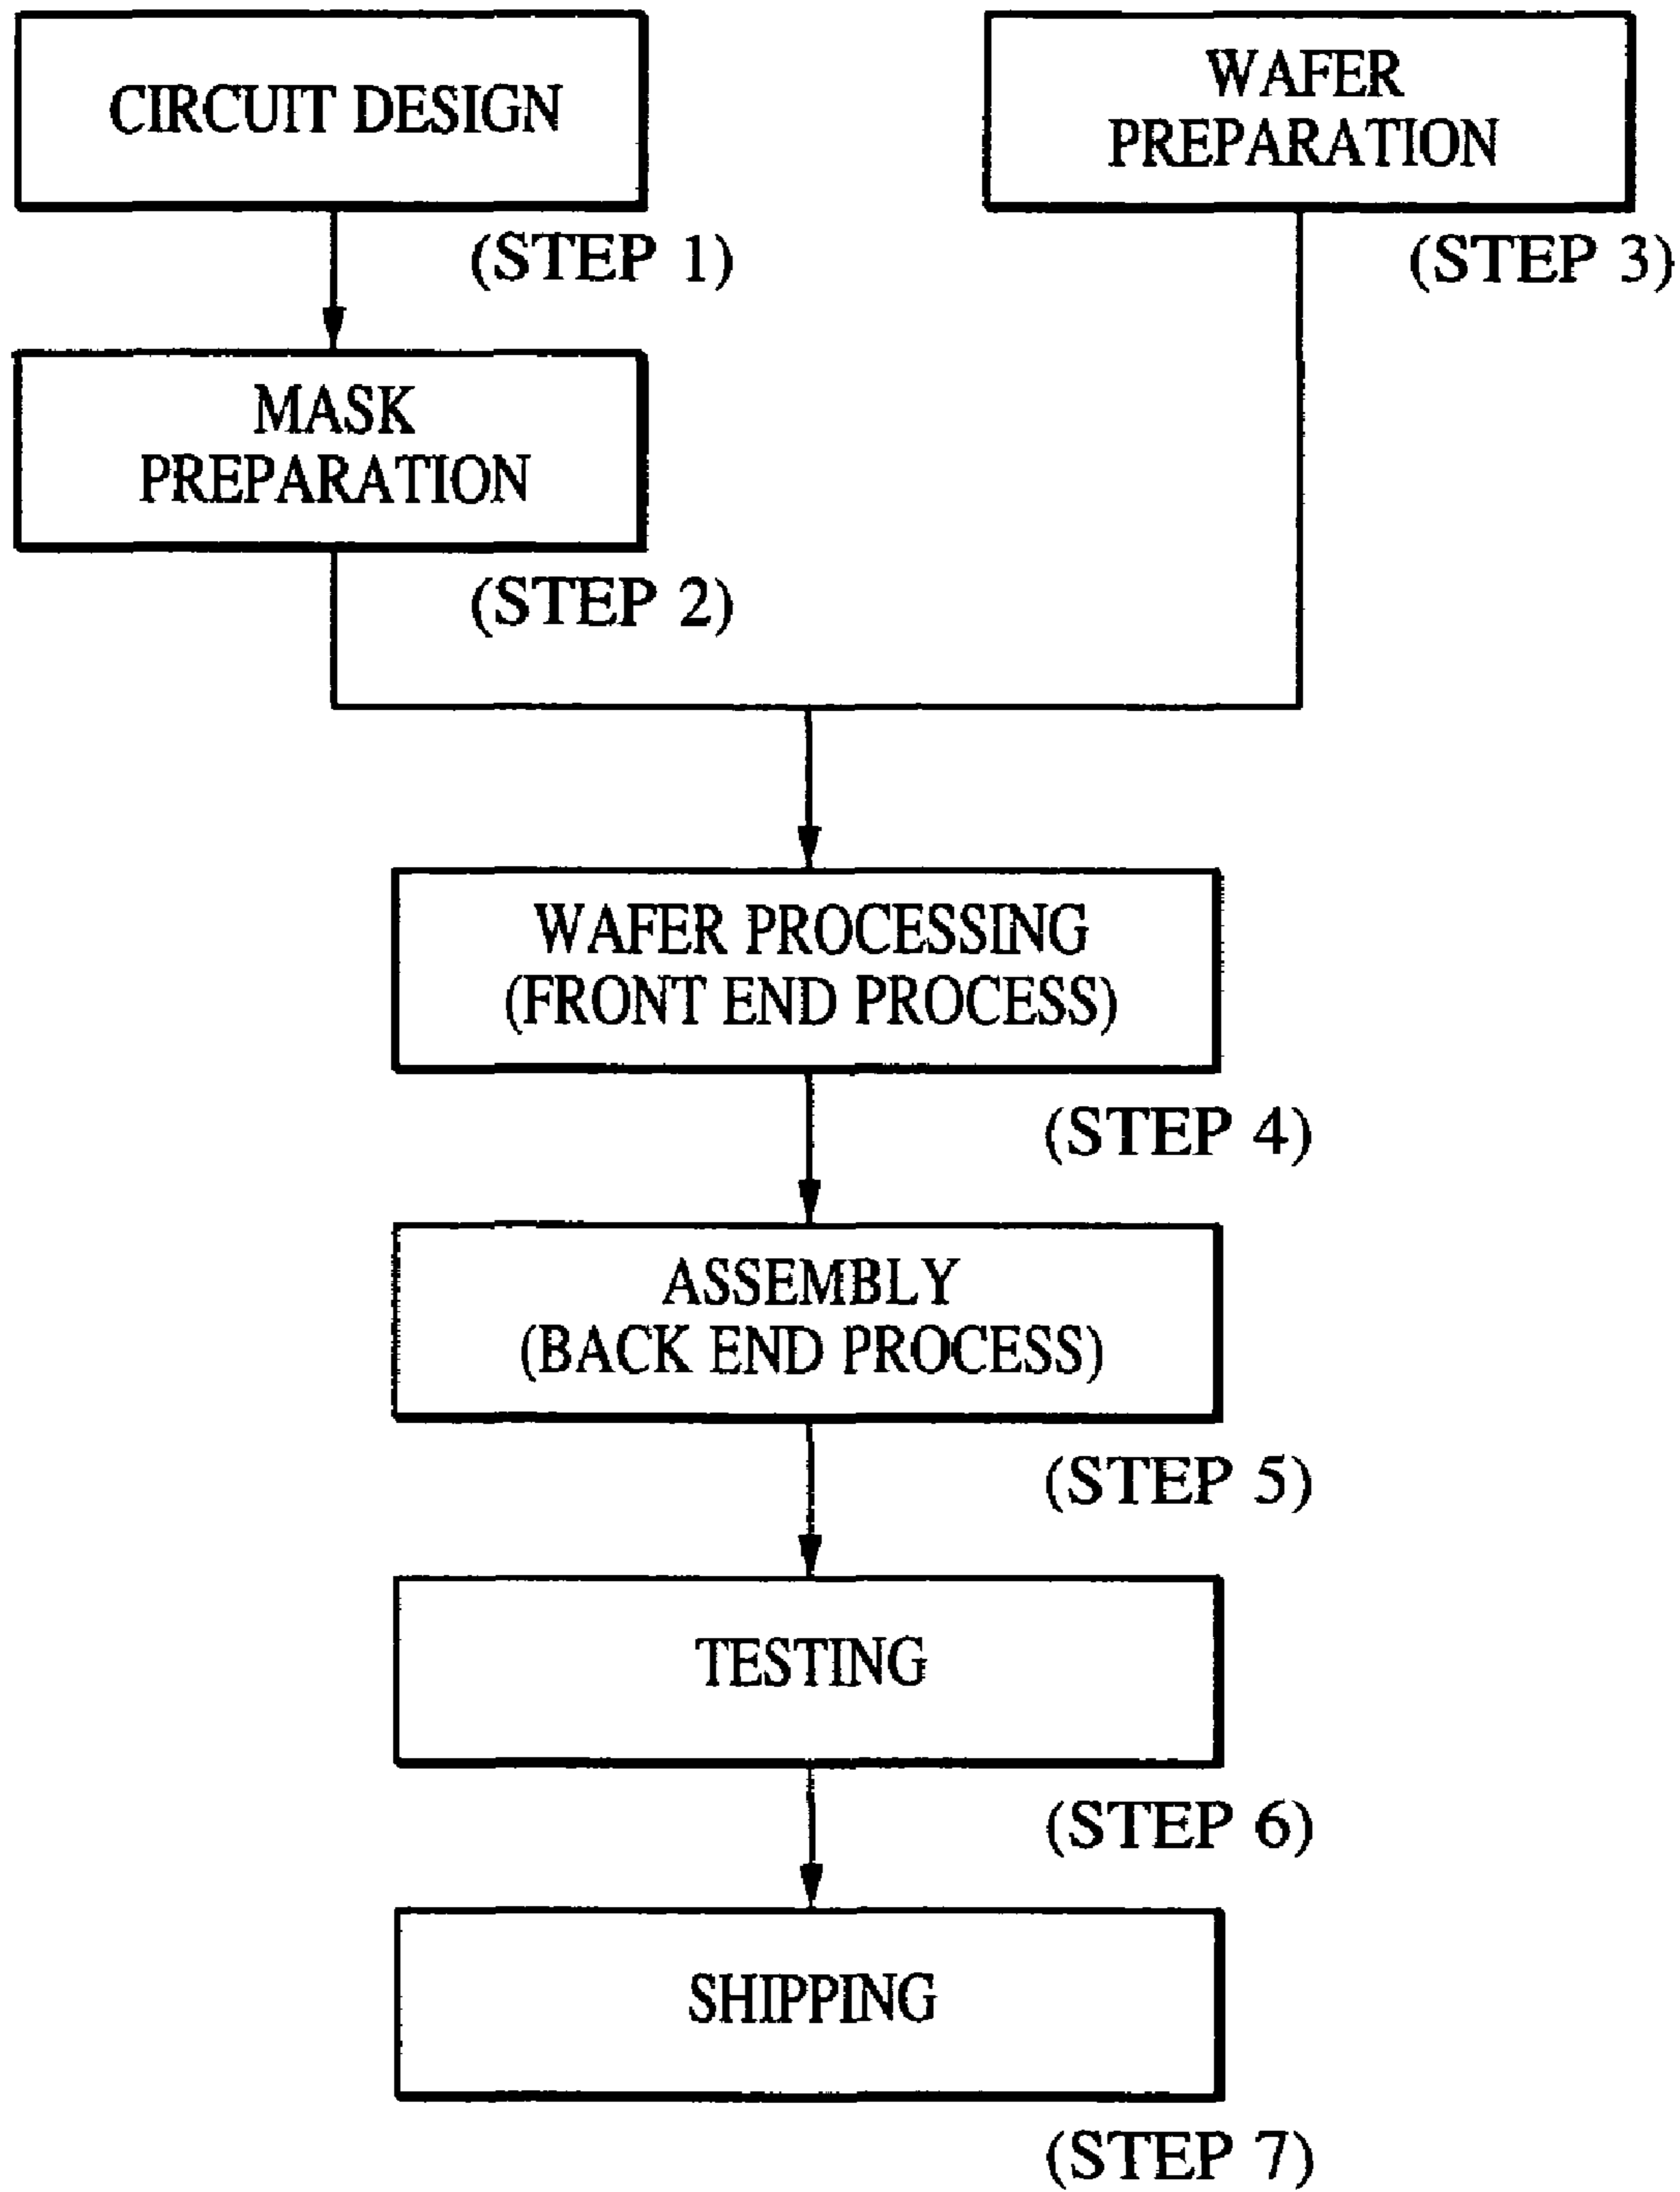 CIRCUIT DESIGN
(STEP 1)
MASK
PREPARATION
(STEP 2)
WAFER
PREPARATION
(STEP 3)
WAFER PROCESSING
(FRONT END PROCESS)
(STEP 4)
ASSEMBLY
(BACK END PROCESS)
(STEP 5)
TESTING
(STEP 6)
SHIPPING
(STEP 7)